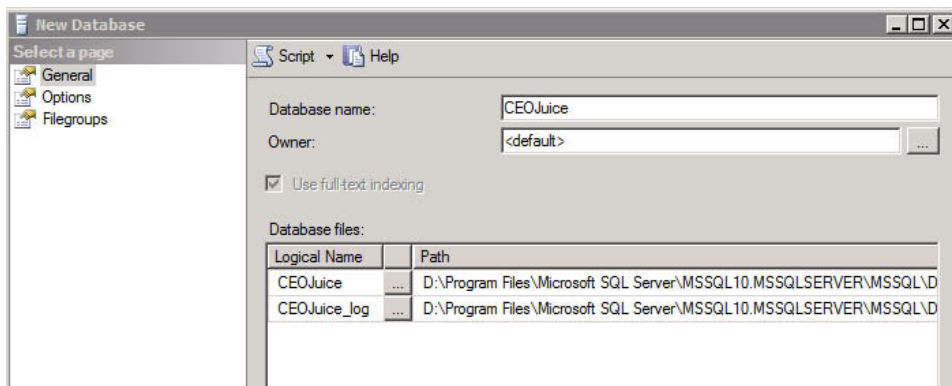 New Database
Select a page
General
Options
Filegroups
Script
Help
Database name:
CEOJuice
Owner:
<default>
...
Use full-text indexing
Database files:
Logical Name
Path
CEOJuice
...
D:\Program Files\Microsoft SQL Server\MSSQL10.MSSQLSERVER\MSSQL\D
CEOJuice_log
...
D:\Program Files\Microsoft SQL Server\MSSQL10.MSSQLSERVER\MSSQL\D